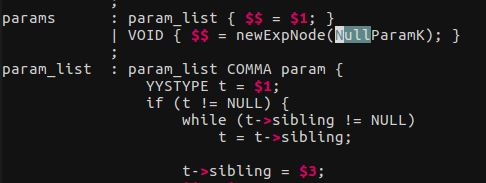 ;
params : param_list { $$ = $1; }
| VOID { $$ = newExpNode(NullParamK); }
;
param_list : param_list COMMA param {
YYSTYPE t = $1;
if (t != NULL) {
while (t->sibling != NULL)
t = t->sibling;
t->sibling = $3;